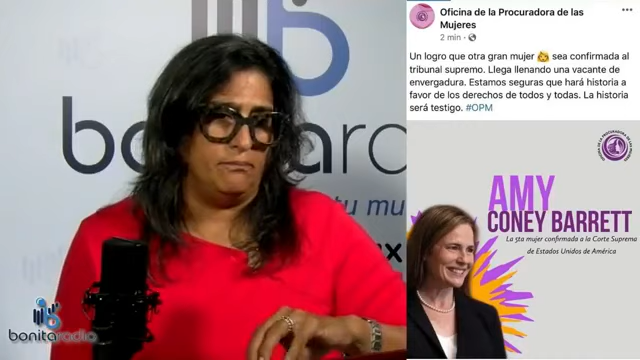 Oficina de la Procuradora de las
Mujeres
2 min
Un logro que otra gran mujer sea confirmada al
tribunal supremo. Llega llenando una vacante de
envergadura. Estamos seguras que hará historia a
favor de los derechos de todos y todas. La historia
será testigo. #OPM
AMY
CONEY BARRETT
La 5ta mujer confirmada a la Corte Suprema
de Estados Unidos de América
bonitaradio
tu mu
bonitaradio